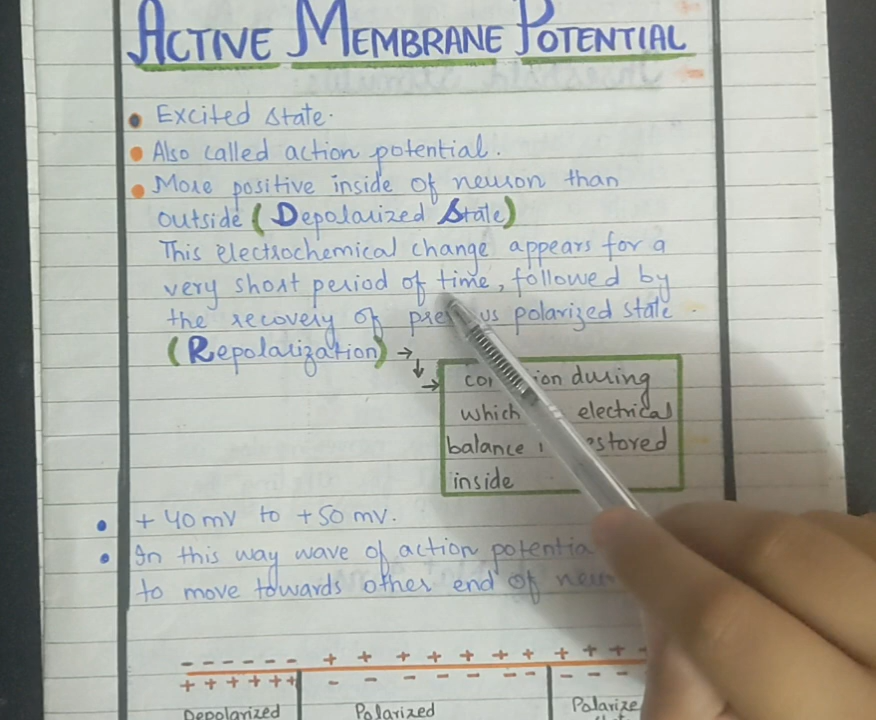 ACTIVE MEMBRANE POTENTIAL
Excited State.
Also called action potential.
More positive inside of neuron than
outside (Depolarized State)
This electrochemical change appears for a
very short period of time, followed by
the recovery of polarized state.
(Repolarization) → ↓ →
during
which electrical
balance
inside
+40mV to +50 mV.
In this way wave of action
to move towards other end of
- - - - - - + + + + + + + + + +
+ + + + + + - - - - - - - - - -
Depolarized Polarized